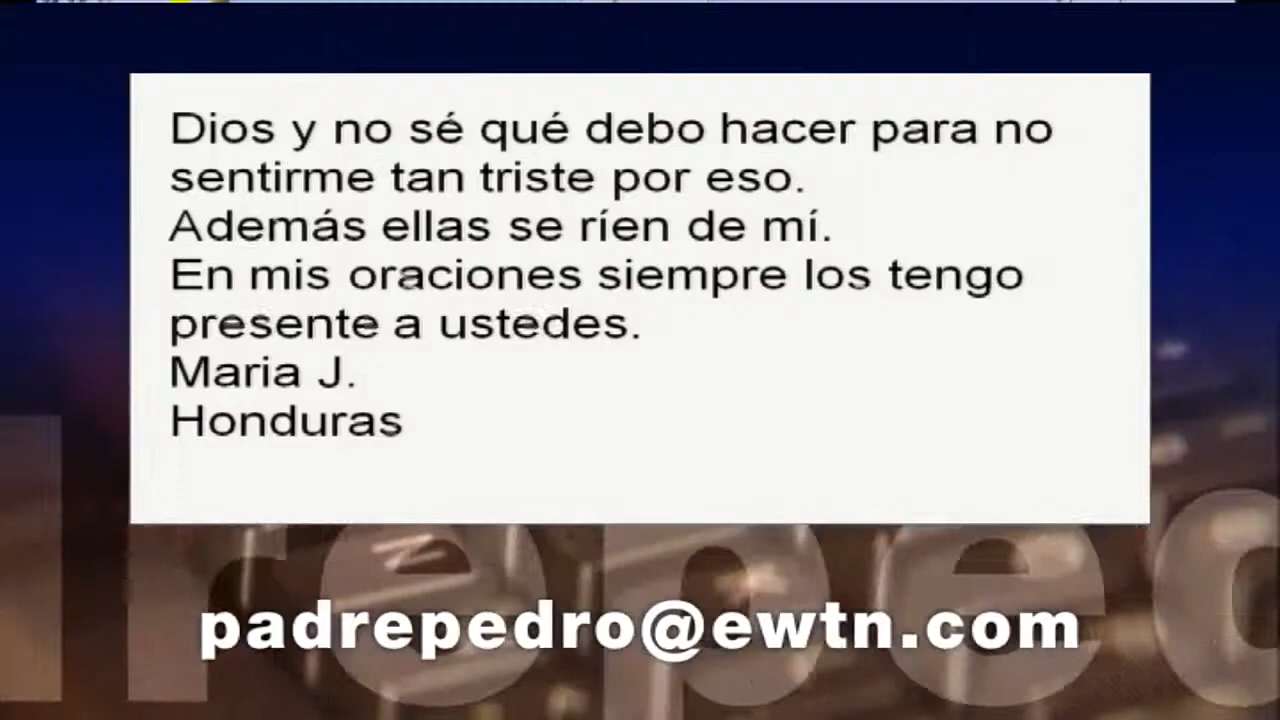 Dios y no sé qué debo hacer para no
sentirme tan triste por eso.
Además ellas se ríen de mí.
En mis oraciones siempre los tengo
presente a ustedes.
Maria J.
Honduras
padrepedro@ewtn.com